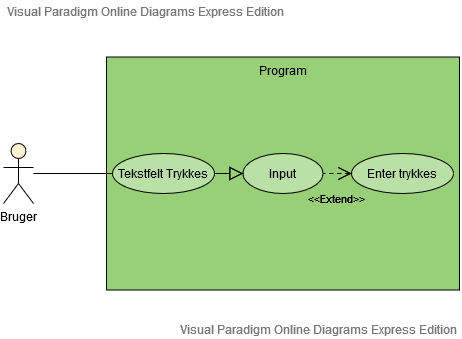 Visual Paradigm Online Diagrams Express Edition
Program
Bruger
Tekstfelt Trykkes
Input
Enter trykkes
<<Extend>>
Visual Paradigm Online Diagrams Express Edition